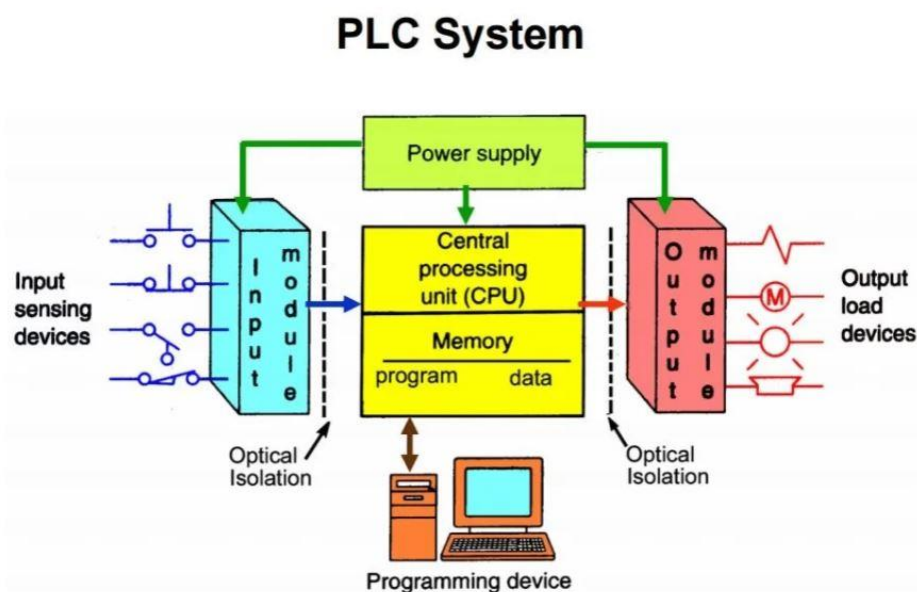 PLC System
Power supply
Input
sensing
devices
Input
module
Central
processing
unit (CPU)
Memory
program data
Output
module
M
Output
load
devices
Optical
Isolation
Optical
Isolation
Programming device